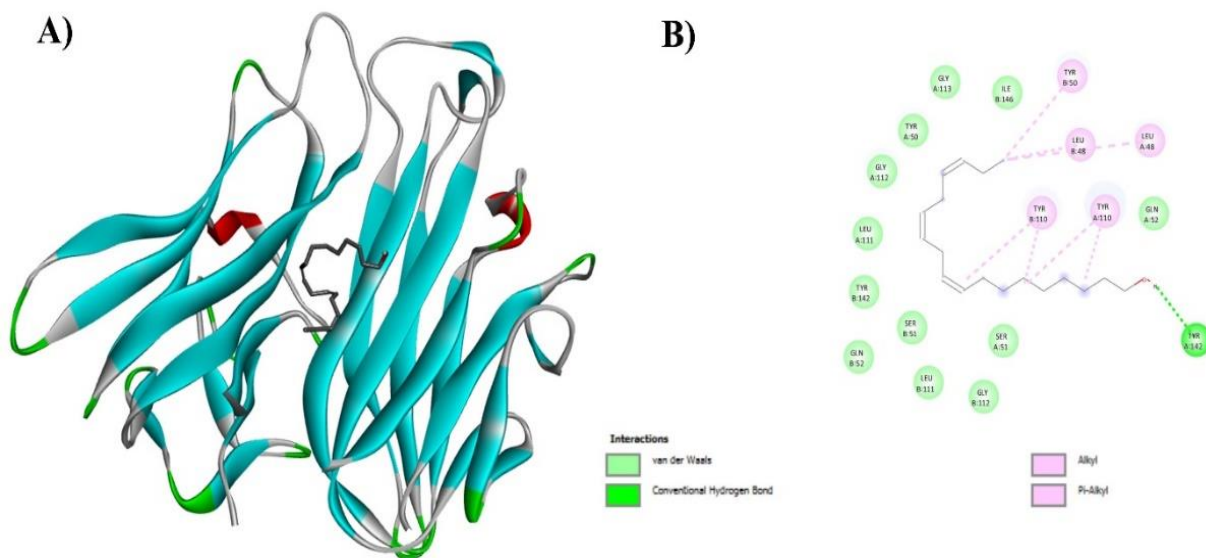 A)
B)
GLY
A:113
ILE
B:146
TYR
B:50
TYR
A:50
LEU
B:48
LEU
A:48
GLY
A:112
TYR
B:110
TYR
A:110
GLN
A:52
LEU
A:111
TYR
B:142
SER
B:51
SER
A:51
TYR
A:142
GLN
B:52
LEU
B:111
GLY
B:112
Interactions
van der Waals
Conventional Hydrogen Bond
Alkyl
Pi-Alkyl